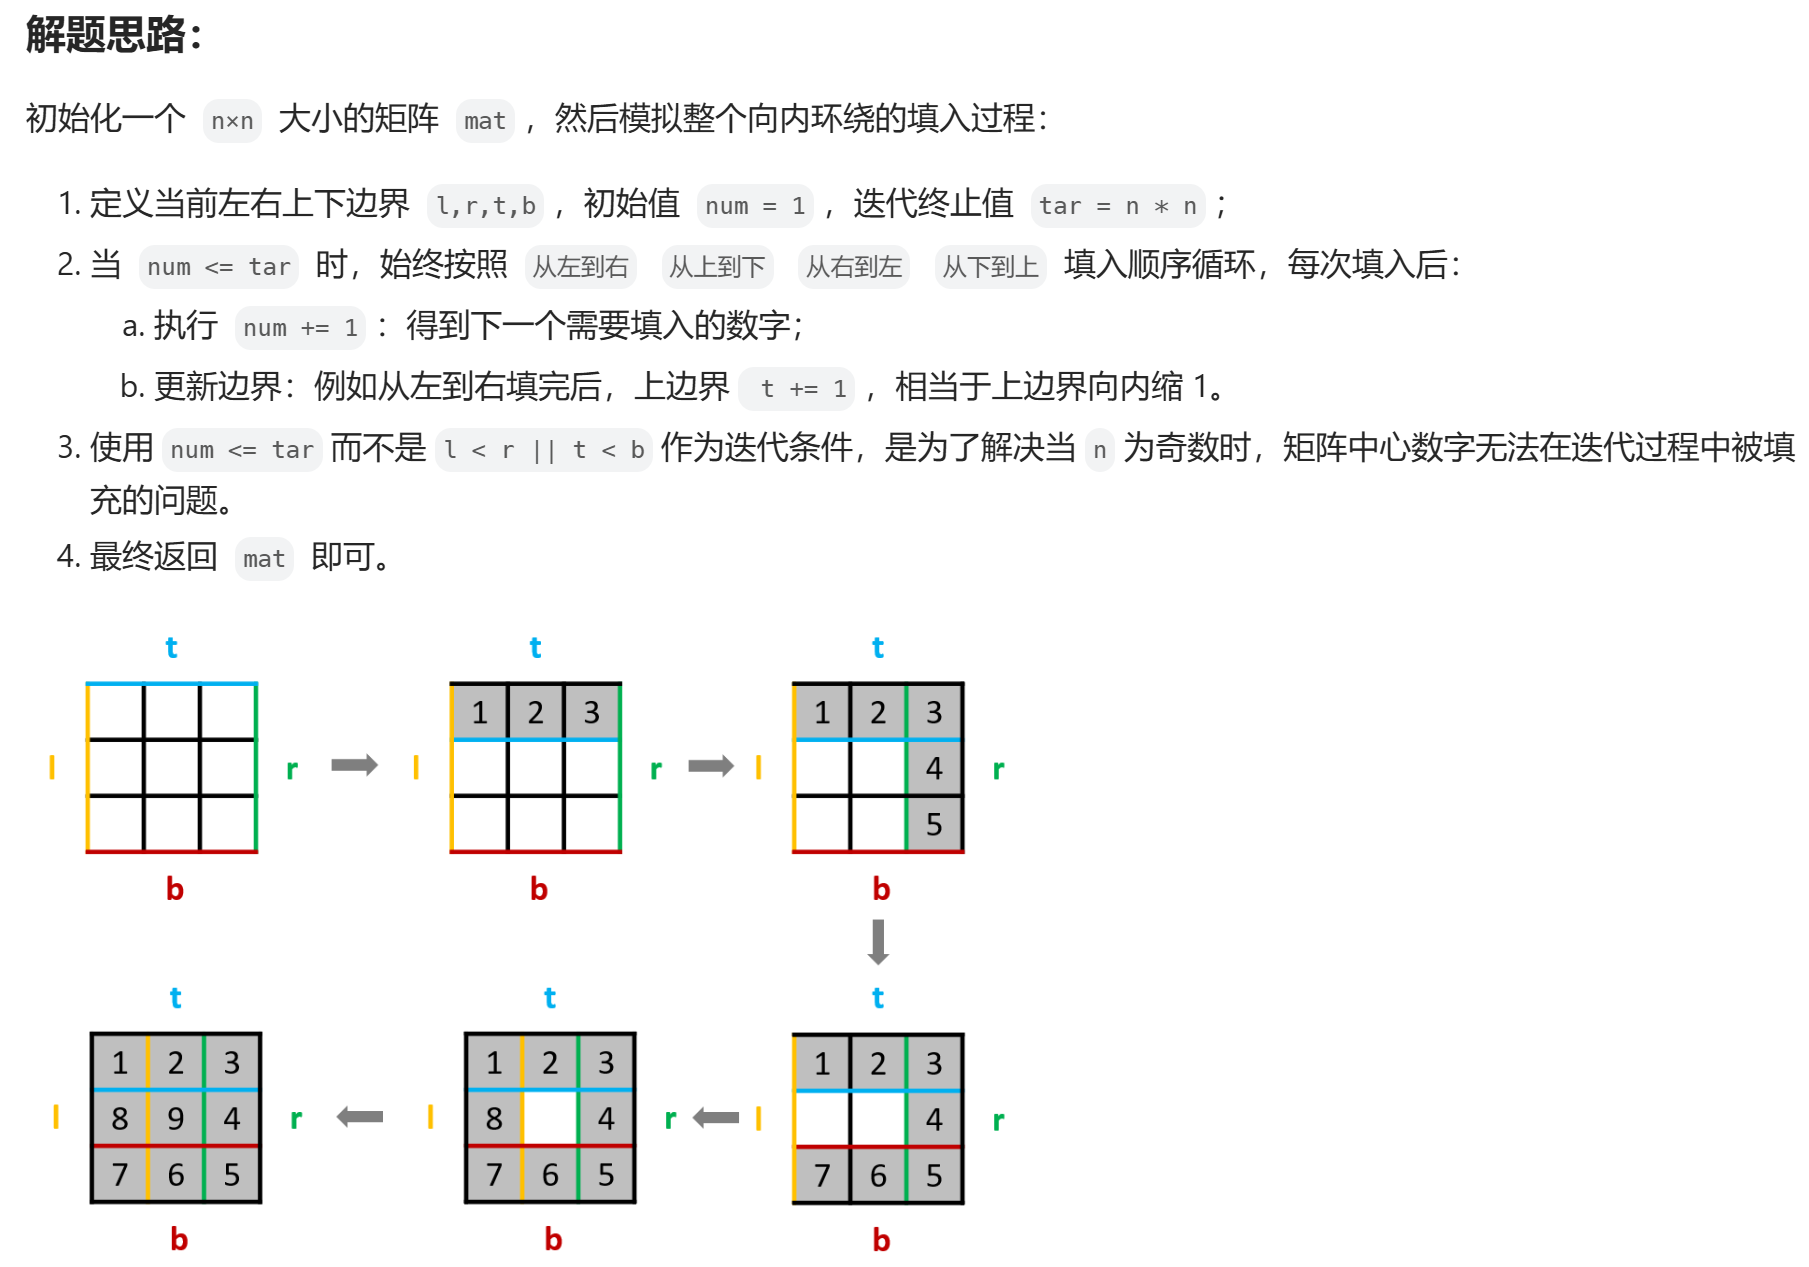 解题思路：
初始化一个 n×n 大小的矩阵 mat ，然后模拟整个向内环绕的填入过程：
1. 定义当前左右上下边界 l,r,t,b ，初始值 num = 1 ，迭代终止值 tar = n * n ；
2. 当 num <= tar 时，始终按照 从左到右 从上到下 从右到左 从下到上 填入顺序循环，每次填入后：
a. 执行 num += 1 ：得到下一个需要填入的数字；
b. 更新边界：例如从左到右填完后，上边界 t += 1 ，相当于上边界向内缩 1。
3. 使用 num <= tar 而不是 l < r || t < b 作为迭代条件，是为了解决当 n 为奇数时，矩阵中心数字无法在迭代过程中被填
充的问题。
4. 最终返回 mat 即可。
t t t
1 2 3 1 2 3
l r l r l 4 r
5
b b b
t t t
1 2 3 1 2 3 1 2 3
l 8 9 4 r l 8 4 r l 4 r
7 6 5 7 6 5 7 6 5
b b b